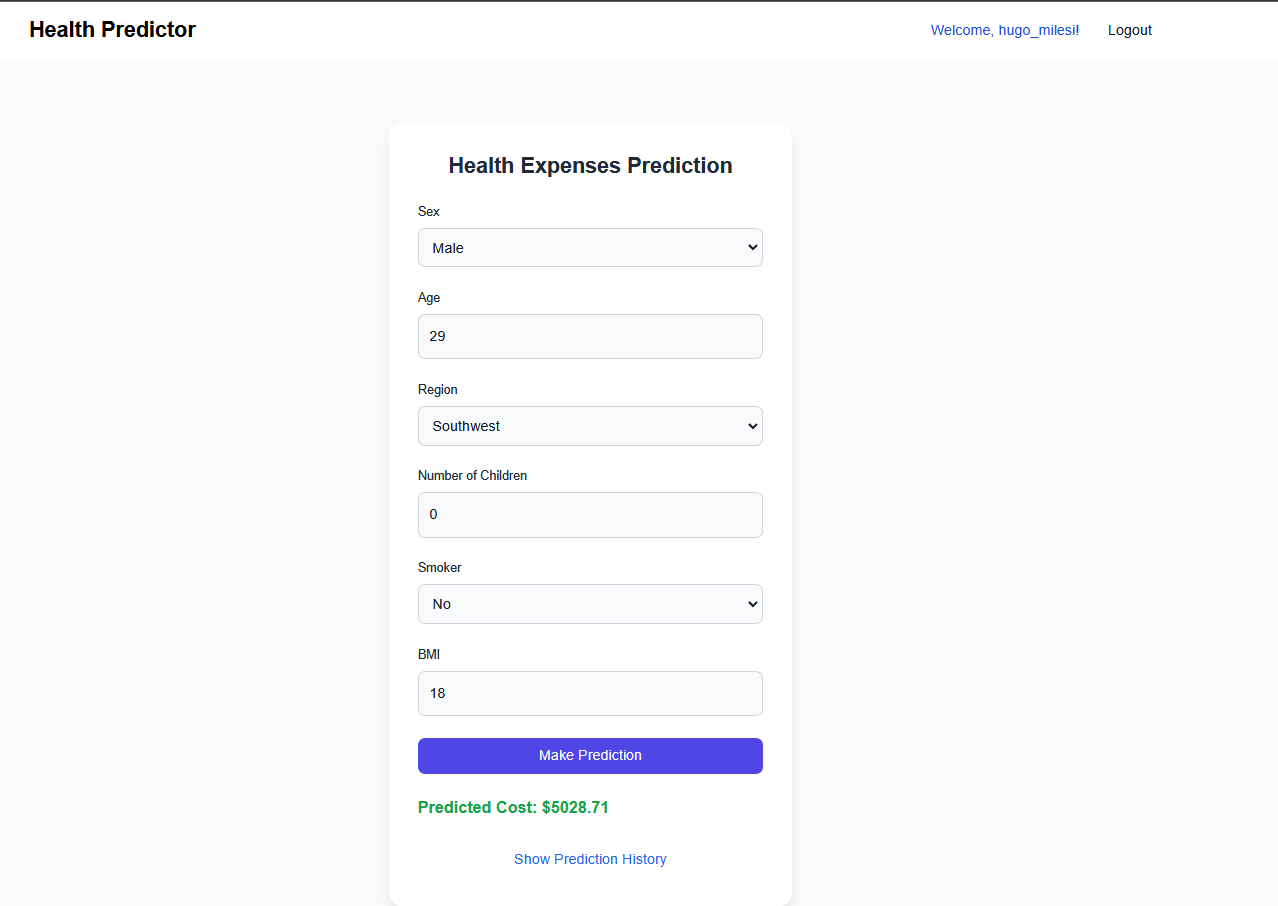 Health Predictor
Welcome, hugo_milesi! Logout
Health Expenses Prediction
Sex
Male
Age
29
Region
Southwest
Number of Children
0
Smoker
No
BMI
18
Make Prediction
Predicted Cost: $5028.71
Show Prediction History